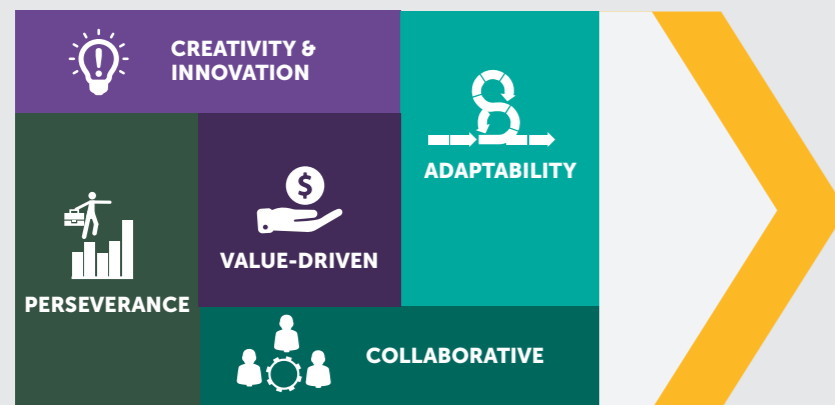 CREATIVITY &
INNOVATION
ADAPTABILITY
$
VALUE-DRIVEN
PERSEVERANCE
COLLABORATIVE